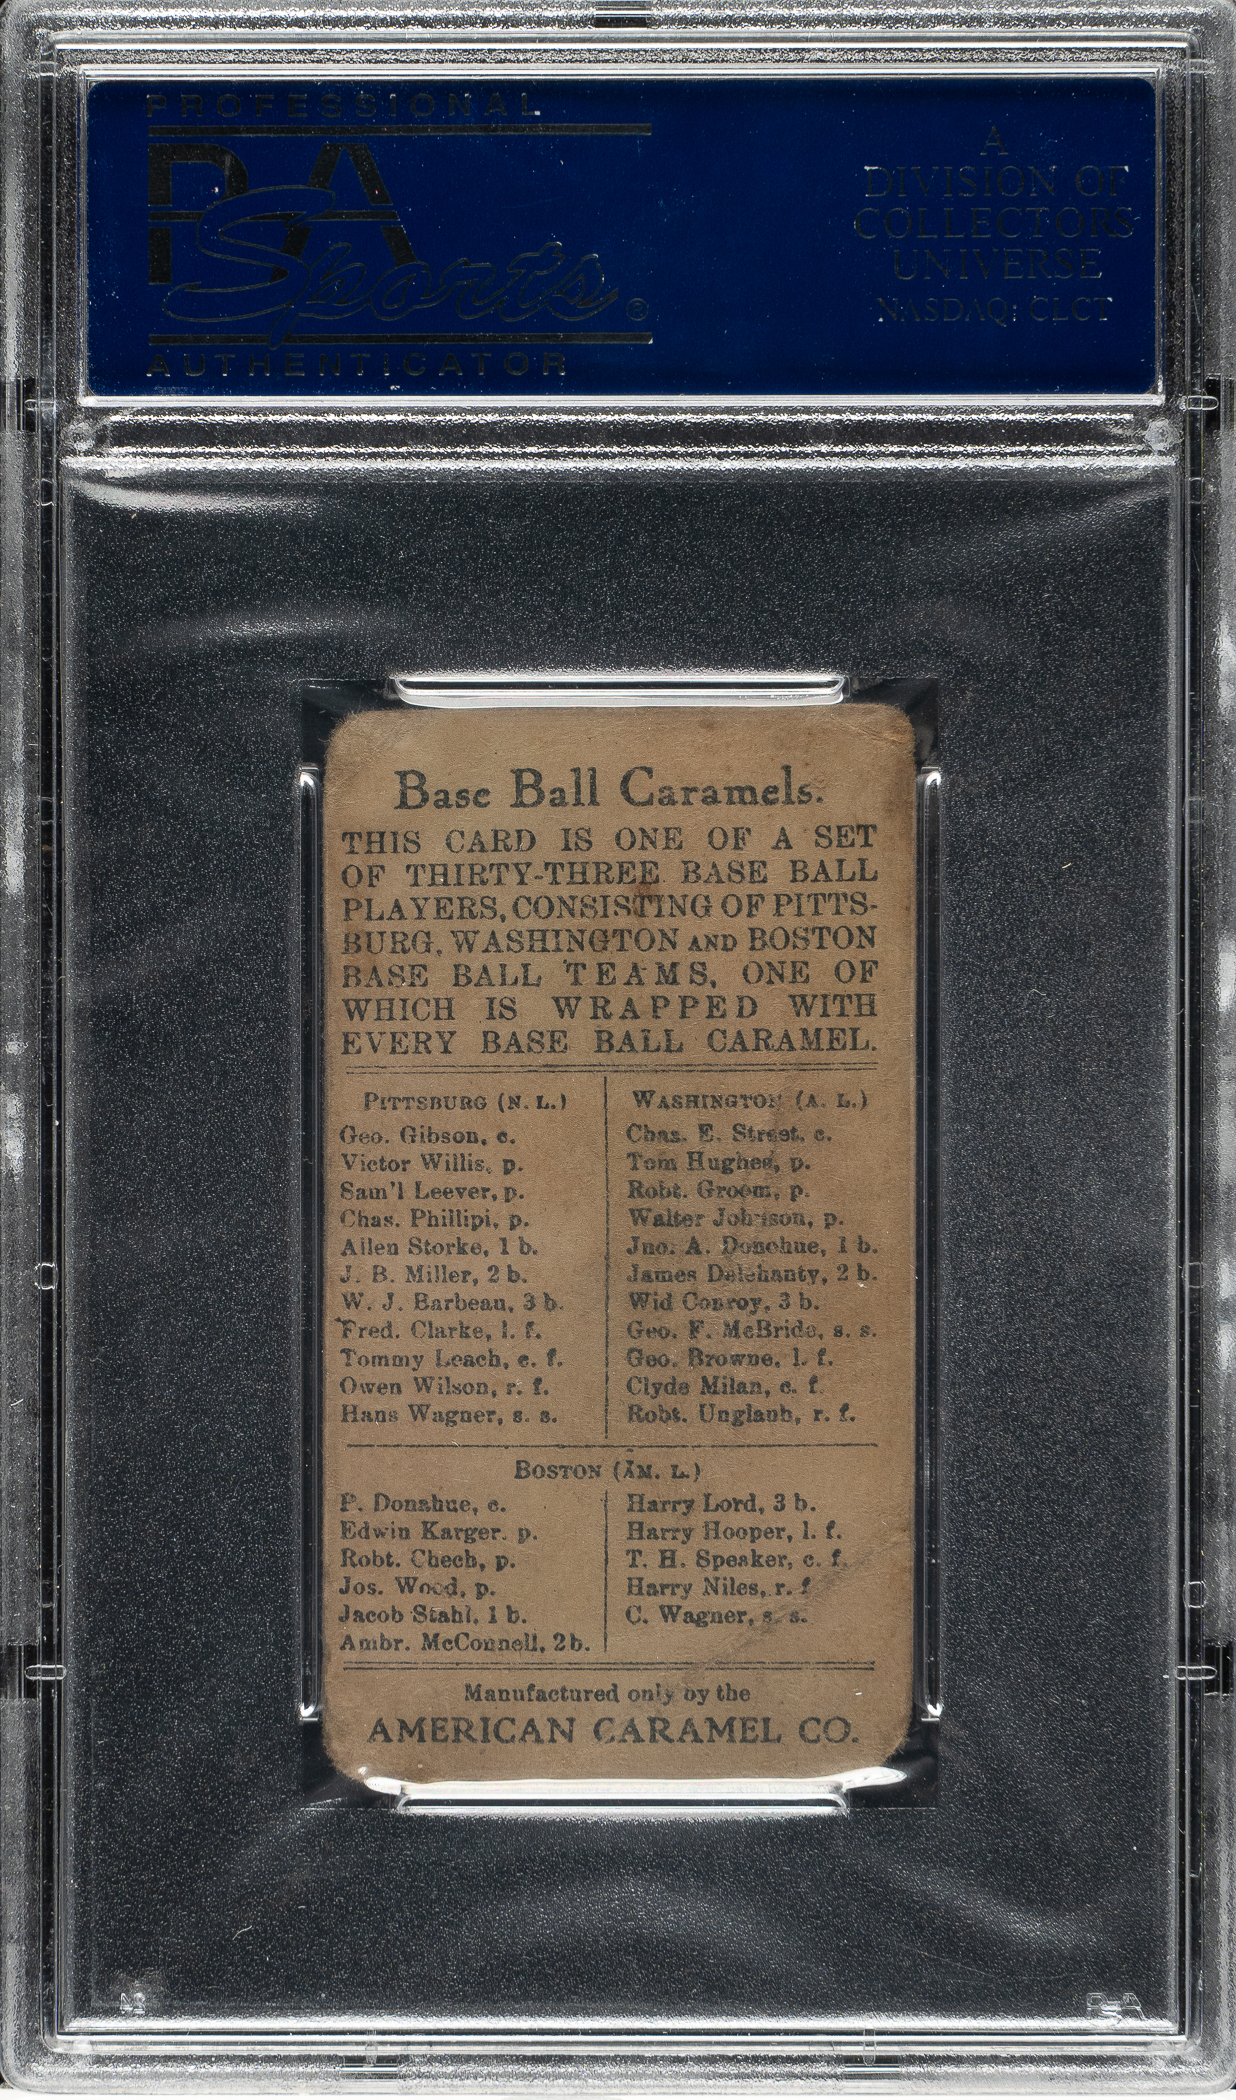 PROFESSIONAL
PSA
Sports®
AUTHENTICATOR
A
DIVISION OF
COLLECTORS
UNIVERSE
NASDAQ: CLCT
Base Ball Caramels.
THIS CARD IS ONE OF A SET
OF THIRTY-THREE BASE BALL
PLAYERS, CONSISTING OF PITTS-
BURG, WASHINGTON AND BOSTON
BASE BALL TEAMS, ONE OF
WHICH IS WRAPPED WITH
EVERY BASE BALL CARAMEL.
PITTSBURG (N. L.)
Geo. Gibson, c.
Victor Willis, p.
Sam'l Leever, p.
Chas. Phillipi, p.
Allen Storke, 1 b.
J. B. Miller, 2 b.
W. J. Barbeau, 3 b.
Fred. Clarke, l. f.
Tommy Leach, c. f.
Owen Wilson, r. f.
Hans Wagner, s. s.
WASHINGTON (A. L.)
Chas. E. Street, c.
Tom Hughes, p.
Robt. Groom, p.
Walter Johnson, p.
Jno. A. Donohue, 1 b.
James Delehanty, 2 b.
Wid Conroy, 3 b.
Geo. F. McBride, s. s.
Geo. Browne, l. f.
Clyde Milan, c. f.
Robt. Unglaub, r. f.
BOSTON (AM. L.)
P. Donahue, c.
Edwin Karger. p.
Robt. Chech, p.
Jos. Wood, p.
Jacob Stahl, 1 b.
Ambr. McConnell, 2 b.
Harry Lord, 3 b.
Harry Hooper, l. f.
T. H. Speaker, c. f.
Harry Niles, r. f
C. Wagner, s. s.
Manufactured only by the
AMERICAN CARAMEL CO.
PSA